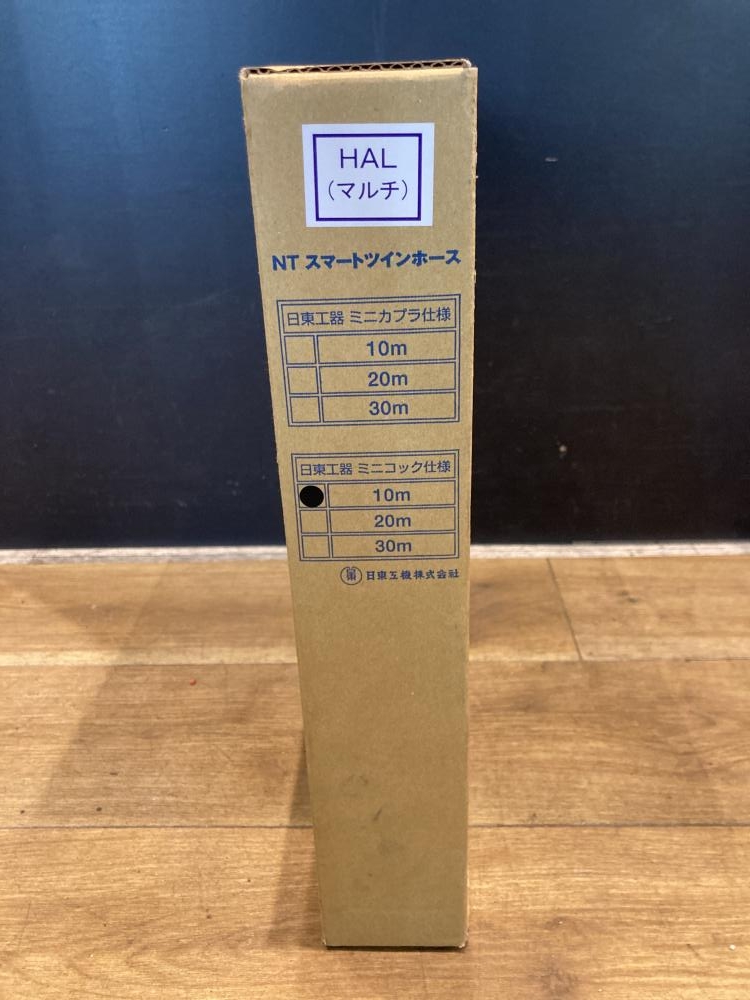 HAL
(マルチ)
NT スマートツインホース
日東工器 ミニカプラ仕様
10m
20m
30m
日東工器 ミニコック仕様
10m
20m
30m
日東互機株式会社